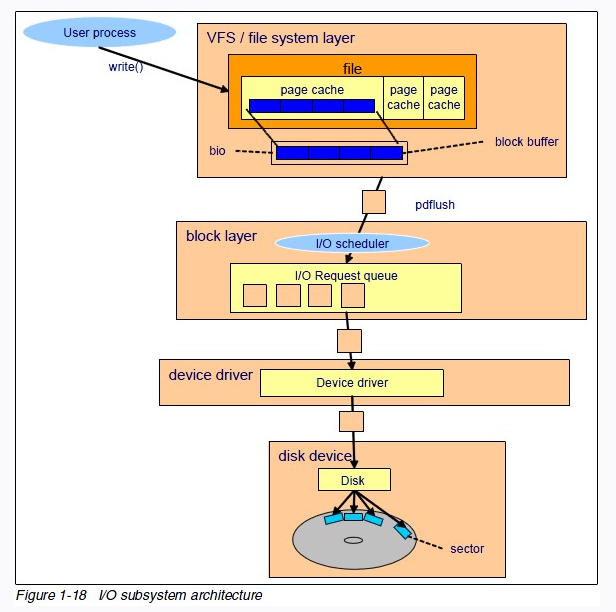 User process
write()
VFS / file system layer
file
page cache
page
cache
page
cache
bio
block buffer
pdflush
block layer
I/O scheduler
I/O Request queue
device driver
Device driver
disk device
Disk
sector
Figure 1-18 I/O subsystem architecture